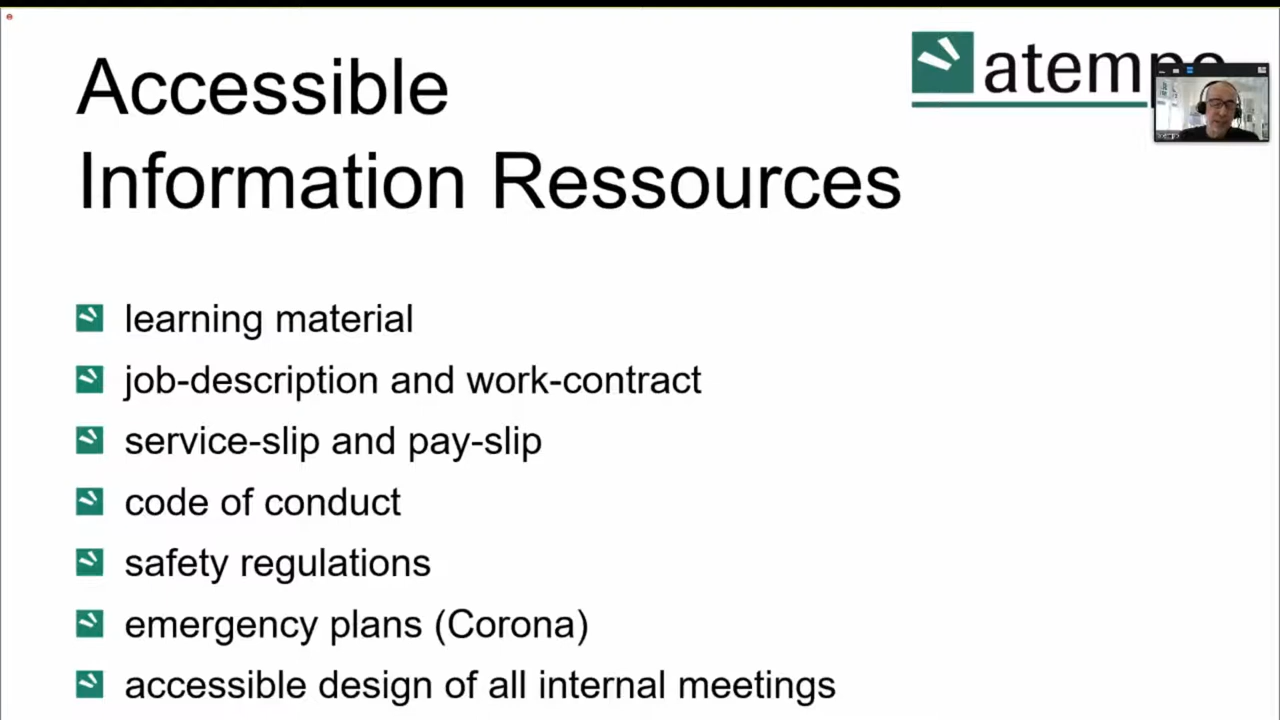 Accessible
Information Ressources
atempo
learning material
job-description and work-contract
service-slip and pay-slip
code of conduct
safety regulations
emergency plans (Corona)
accessible design of all internal meetings